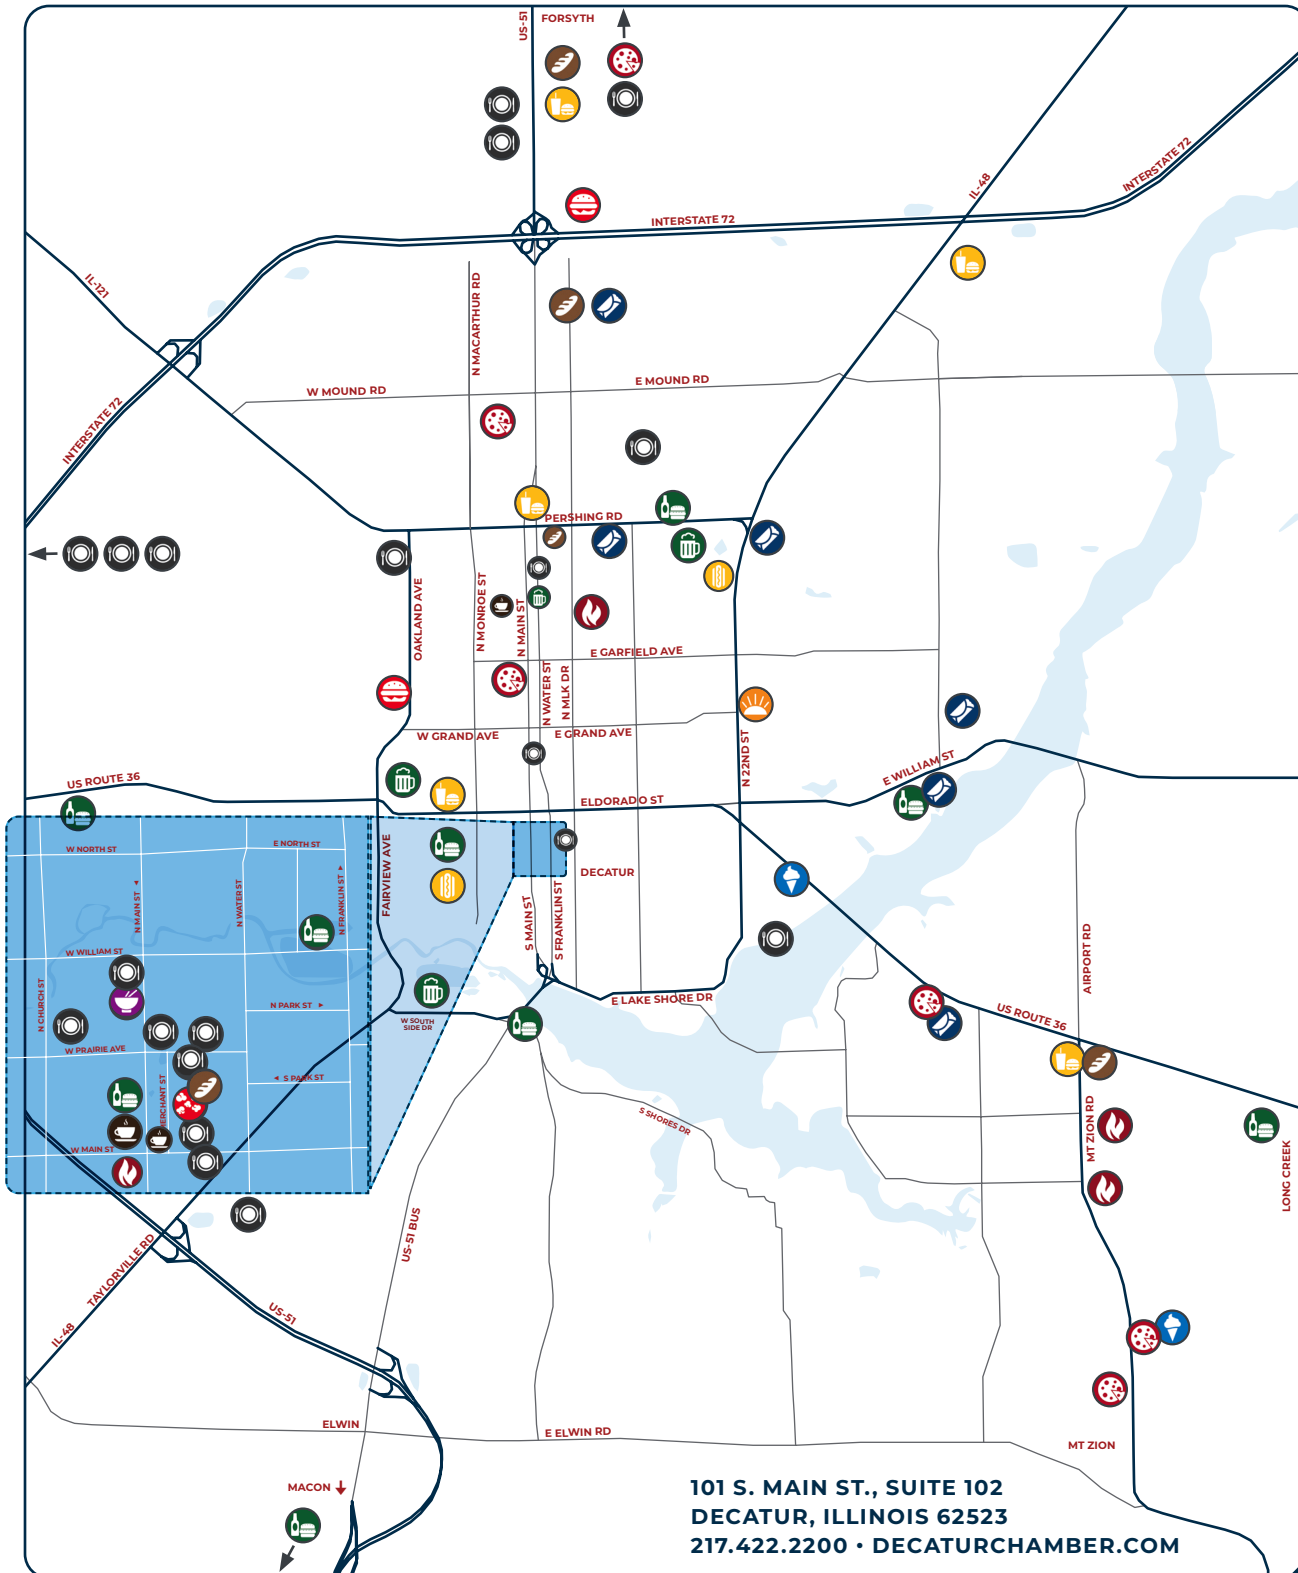 US-51
FORSYTH
INTERSTATE 72
IL-48
INTERSTATE 72
IL-121
N MACARTHUR RD
W MOUND RD
E MOUND RD
INTERSTATE 72
PERSHING RD
OAKLAND AVE
N MONROE ST
N MAIN ST
E GARFIELD AVE
N WATER ST
N MLK DR
W GRAND AVE
E GRAND AVE
N 22ND ST
E WILLIAM ST
US ROUTE 36
ELDORADO ST
W NORTH ST
E NORTH ST
FAIRVIEW AVE
DECATUR
N MAIN ST
N WATER ST
N FRANKLIN ST
S MAIN ST
S FRANKLIN ST
W WILLIAM ST
AIRPORT RD
N CHURCH ST
N PARK ST
E LAKE SHORE DR
W SOUTH
SIDE DR
US ROUTE 36
W PRAIRIE AVE
S PARK ST
MERCHANT ST
S SHORES DR
MT ZION RD
W MAIN ST
LONG CREEK
US-51 BUS
TAYLORVILLE RD
IL-48
US-51
ELWIN
E ELWIN RD
MT ZION
MACON
101 S. MAIN ST., SUITE 102
DECATUR, ILLINOIS 62523
217.422.2200 • DECATURCHAMBER.COM